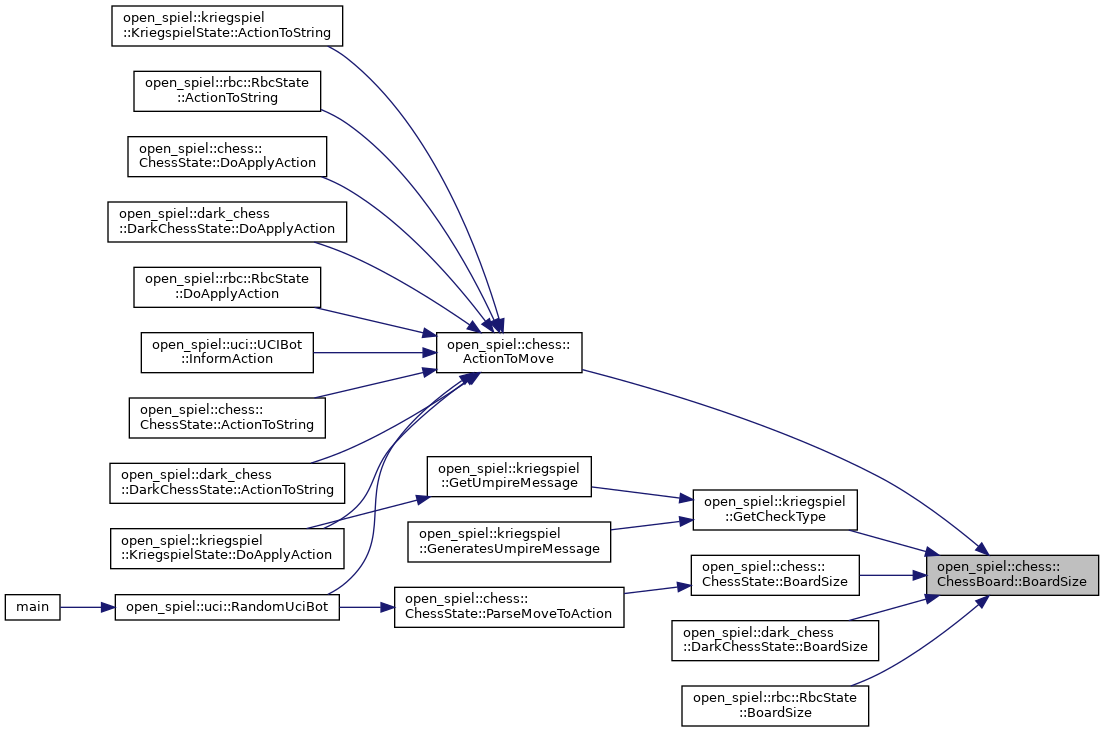 open_spiel::kriegspiel
::KriegspielState::ActionToString
open_spiel::rbc::RbcState
::ActionToString
open_spiel::chess::
ChessState::DoApplyAction
open_spiel::dark_chess
::DarkChessState::DoApplyAction
open_spiel::rbc::RbcState
::DoApplyAction
open_spiel::uci::UCIBot
::InformAction
open_spiel::chess::
ActionToMove
open_spiel::chess::
ChessState::ActionToString
open_spiel::dark_chess
::DarkChessState::ActionToString
open_spiel::kriegspiel
::GetUmpireMessage
open_spiel::kriegspiel
::GetCheckType
open_spiel::kriegspiel
::KriegspielState::DoApplyAction
open_spiel::kriegspiel
::GeneratesUmpireMessage
open_spiel::chess::
ChessState::BoardSize
open_spiel::chess::
ChessBoard::BoardSize
main
open_spiel::uci::RandomUciBot
open_spiel::chess::
ChessState::ParseMoveToAction
open_spiel::dark_chess
::DarkChessState::BoardSize
open_spiel::rbc::RbcState
::BoardSize